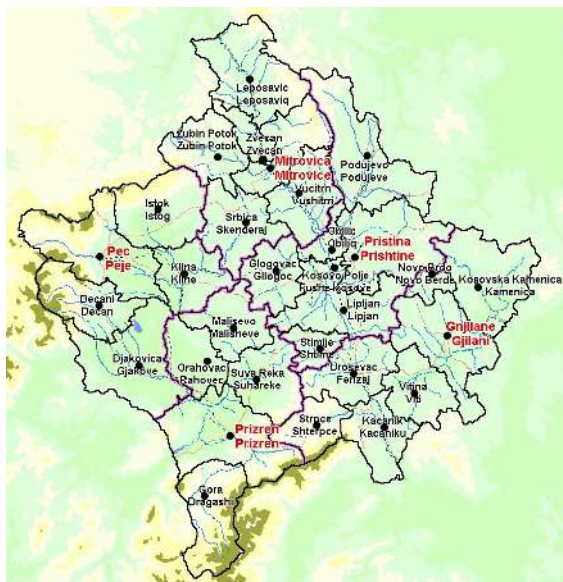 Leposavic
Leposaviq
Zubin Potok
Zubin Potok
Zvecan
Zvecan
Mitrovica
Mitrovice
Podujevo
Podujeve
Vucitrn
Vushtrri
Istok
Istog
Srbica
Skenderaj
Obilic
Obiliq
Pristina
Prishtine
Pec
Peje
Klina
Kline
Glogovac
Gllogoc
Kosovo Polje
Fushe Kosove
Novo Brdo
Novo Berde
Kosovska Kamenica
Kamenica
Decani
Decan
Lipljan
Lipjan
Malisevo
Malisheve
Gnjilane
Gjilani
Stimlje
Shtime
Djakovica
Gjakove
Orahovac
Rahovec
Suva Reka
Suhareke
Urosevac
Ferizaj
Vitina
Viti
Strpce
Shterpce
Kacanik
Kacaniku
Prizren
Prizren
Gora
Dragashi